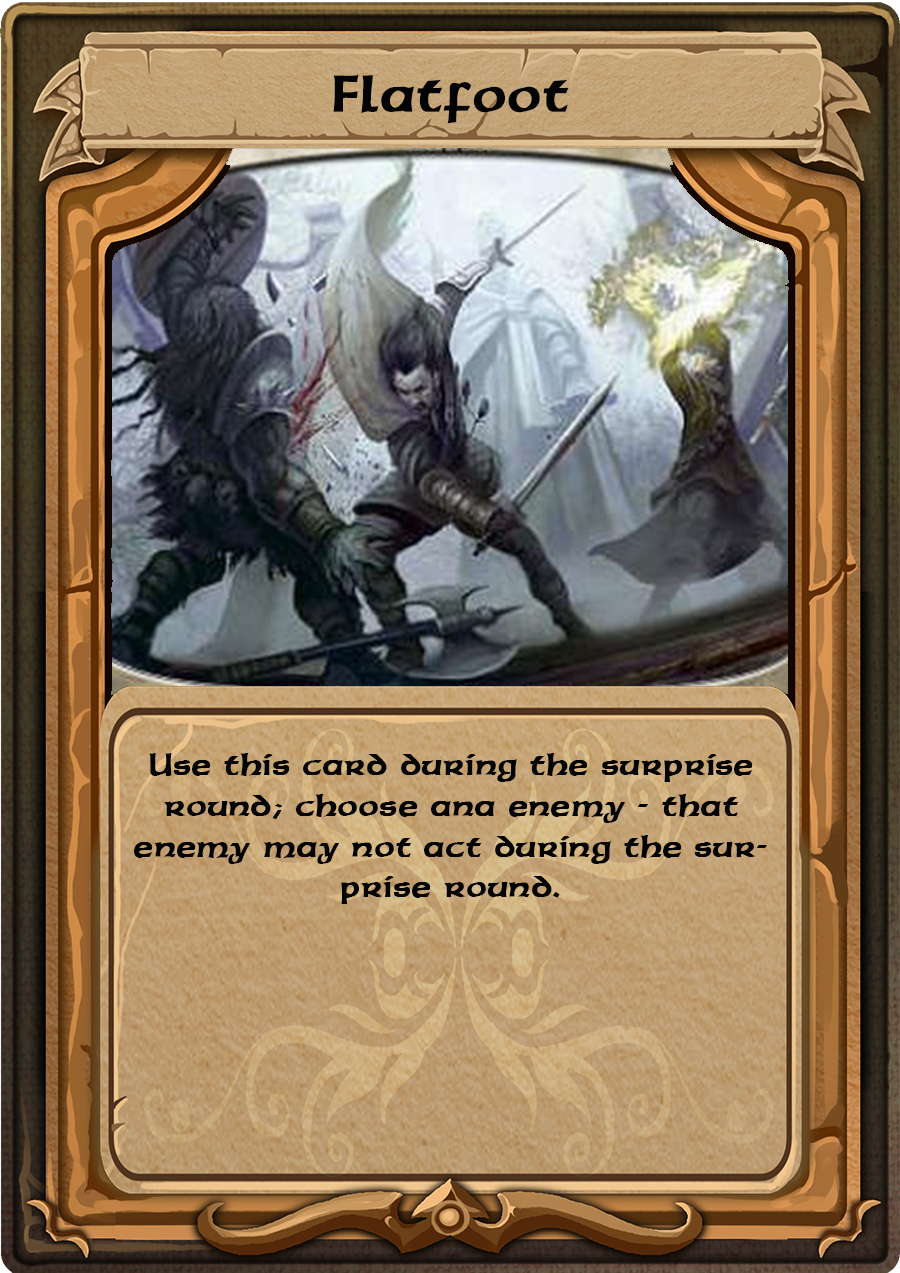 Flatfoot
Use this card during the surprise
round; choose ana enemy - that
enemy may not act during the sur-
prise round.